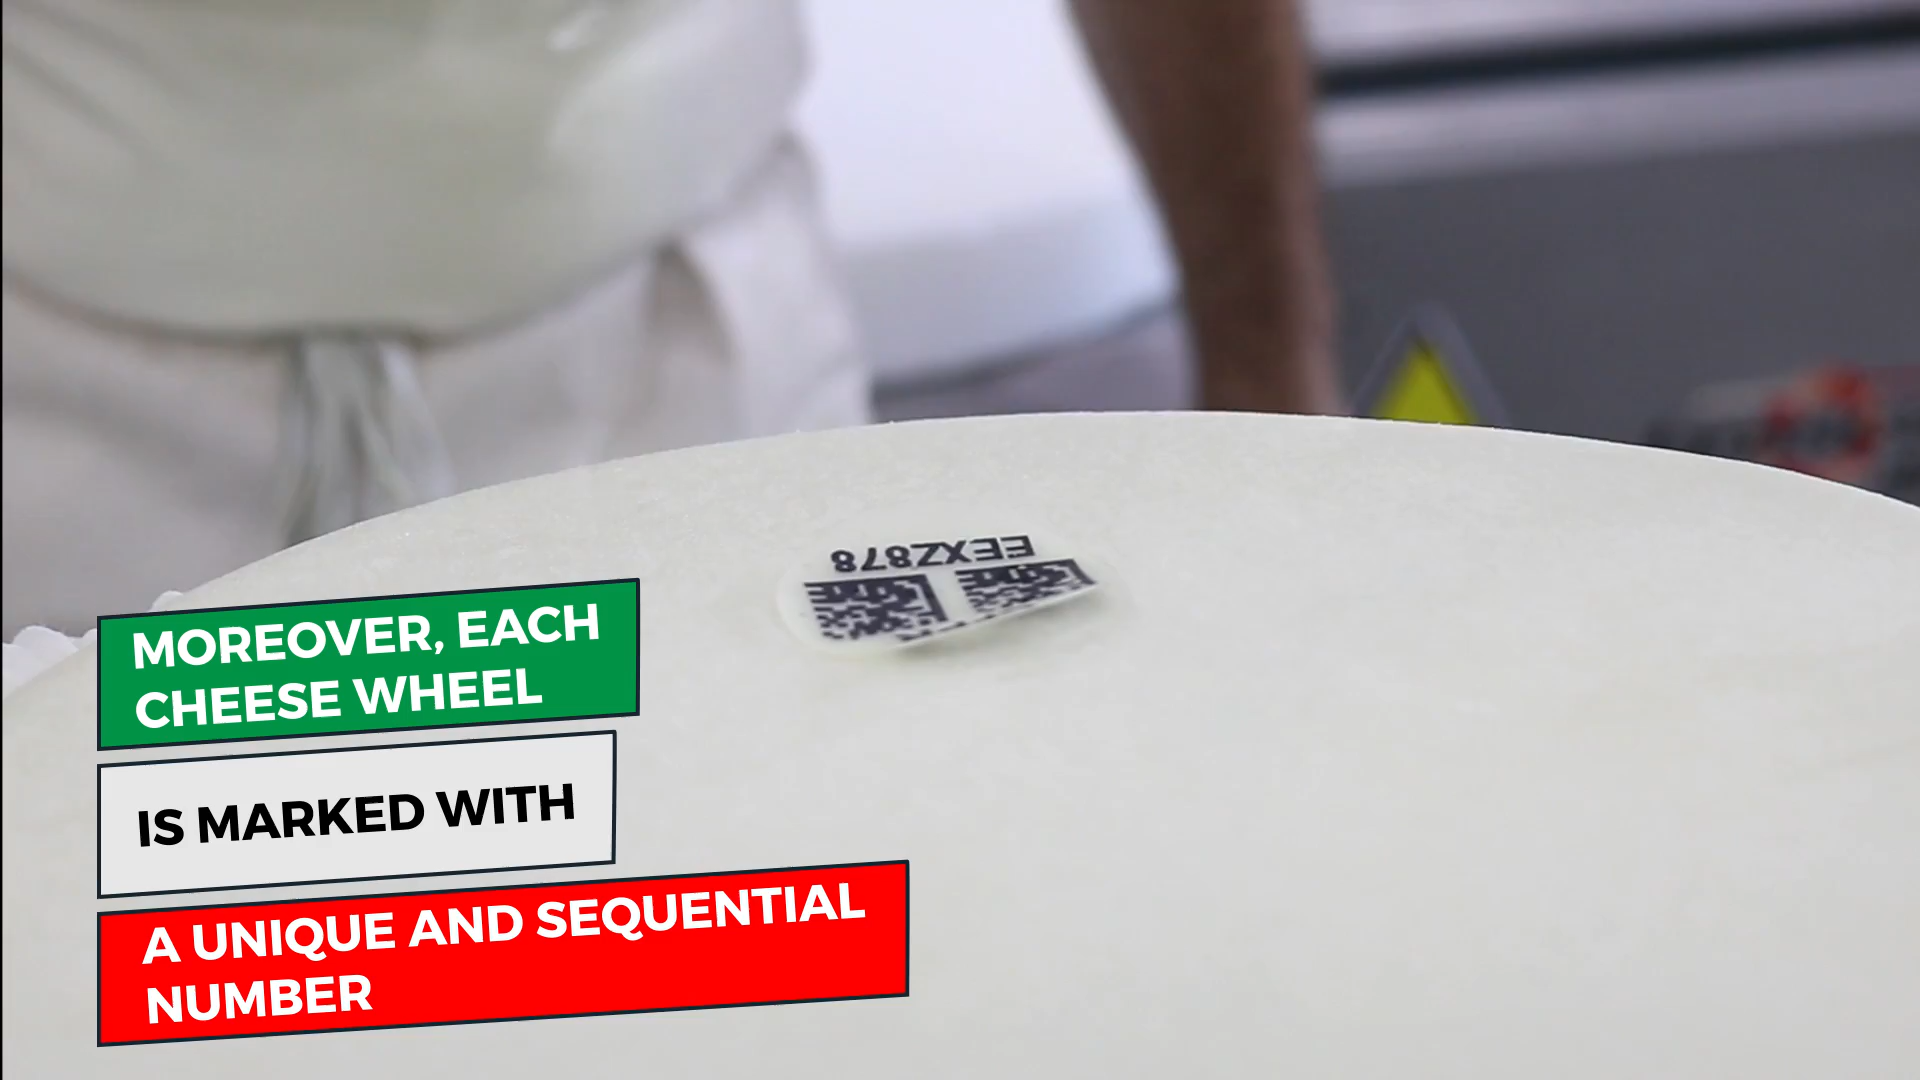 EEXZ878
MOREOVER, EACH
CHEESE WHEEL
IS MARKED WITH
A UNIQUE AND SEQUENTIAL
NUMBER